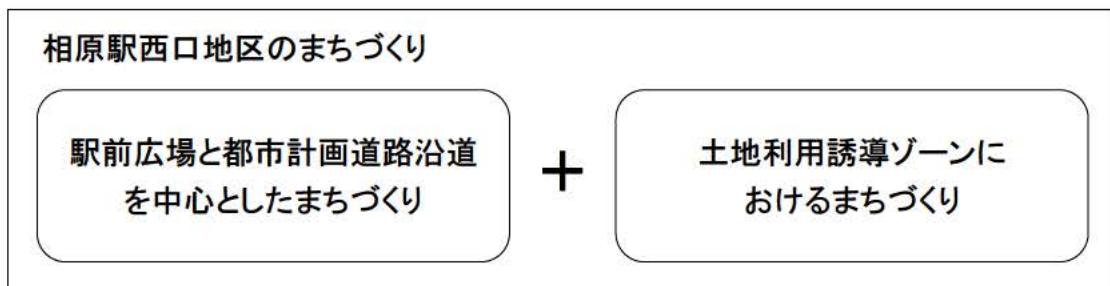 相原駅西口地区のまちづくり
駅前広場と都市計画道路沿道
を中心としたまちづくり
+
土地利用誘導ゾーンに
おけるまちづくり